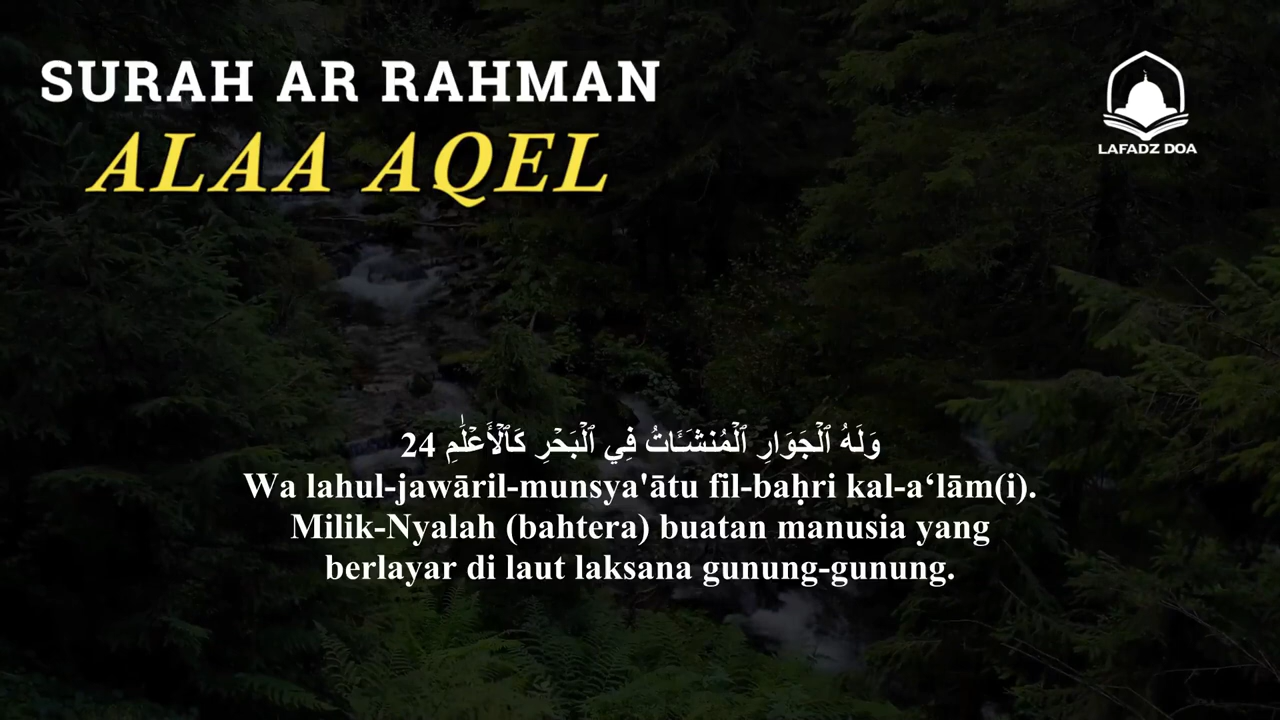 SURAH AR RAHMAN
ALAA AQEL
LAFADZ DOA
وَلَهُ ٱلْجَوَارِ ٱلْمُنشَـَٔاتُ فِي ٱلْبَحْرِ كَٱلْأَعْلَٰمِ 24
Wa lahul-jawāril-munsya'ātu fil-baḥri kal-a‘lām(i).
Milik-Nyalah (bahtera) buatan manusia yang
berlayar di laut laksana gunung-gunung.